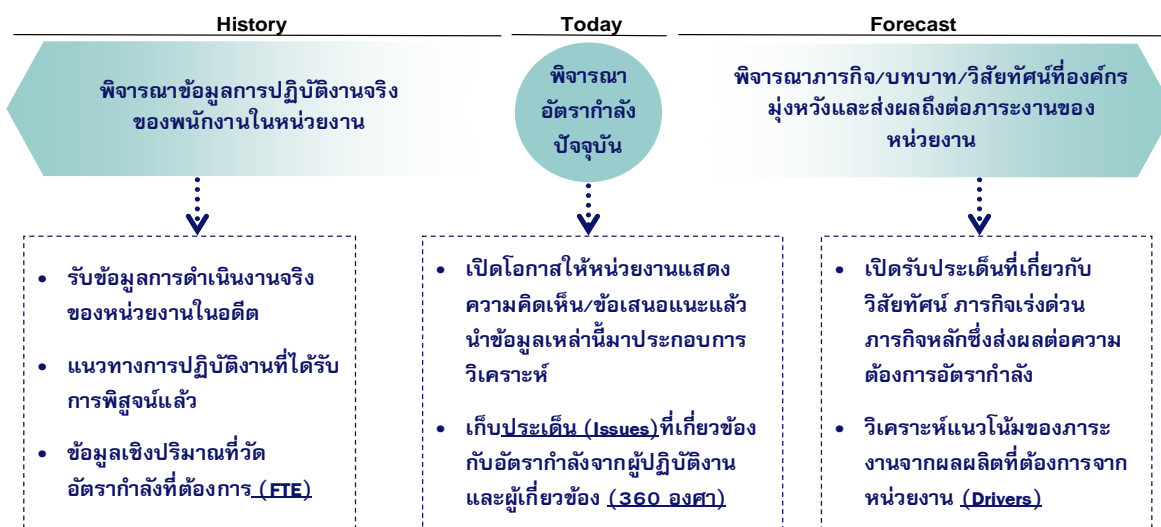 History
Today
Forecast
พิจารณาข้อมูลการปฏิบัติงานจริง
ของพนักงานในหน่วยงาน
พิจารณา
อัตรากำลัง
ปัจจุบัน
พิจารณาภารกิจ/บทบาท/วิสัยทัศน์ที่องค์กร
มุ่งหวังและส่งผลถึงต่อภาระงานของ
หน่วยงาน
• รับข้อมูลการดำเนินงานจริง
ของหน่วยงานในอดีต
• แนวทางการปฏิบัติงานที่ได้รับ
การพิสูจน์แล้ว
• ข้อมูลเชิงปริมาณที่วัด
อัตรากำลังที่ต้องการ (FTE)
• เปิดโอกาสให้หน่วยงานแสดง
ความคิดเห็น/ข้อเสนอแนะแล้ว
นำข้อมูลเหล่านี้มาประกอบการ
วิเคราะห์
• เก็บประเด็น (Issues)ที่เกี่ยวข้อง
กับอัตรากำลังจากผู้ปฏิบัติงาน
และผู้เกี่ยวข้อง (360 องศา)
• เปิดรับประเด็นที่เกี่ยวกับ
วิสัยทัศน์ ภารกิจเร่งด่วน
ภารกิจหลักซึ่งส่งผลต่อความ
ต้องการอัตรากำลัง
• วิเคราะห์แนวโน้มของภาระ
งานจากผลผลิตที่ต้องการจาก
หน่วยงาน (Drivers)